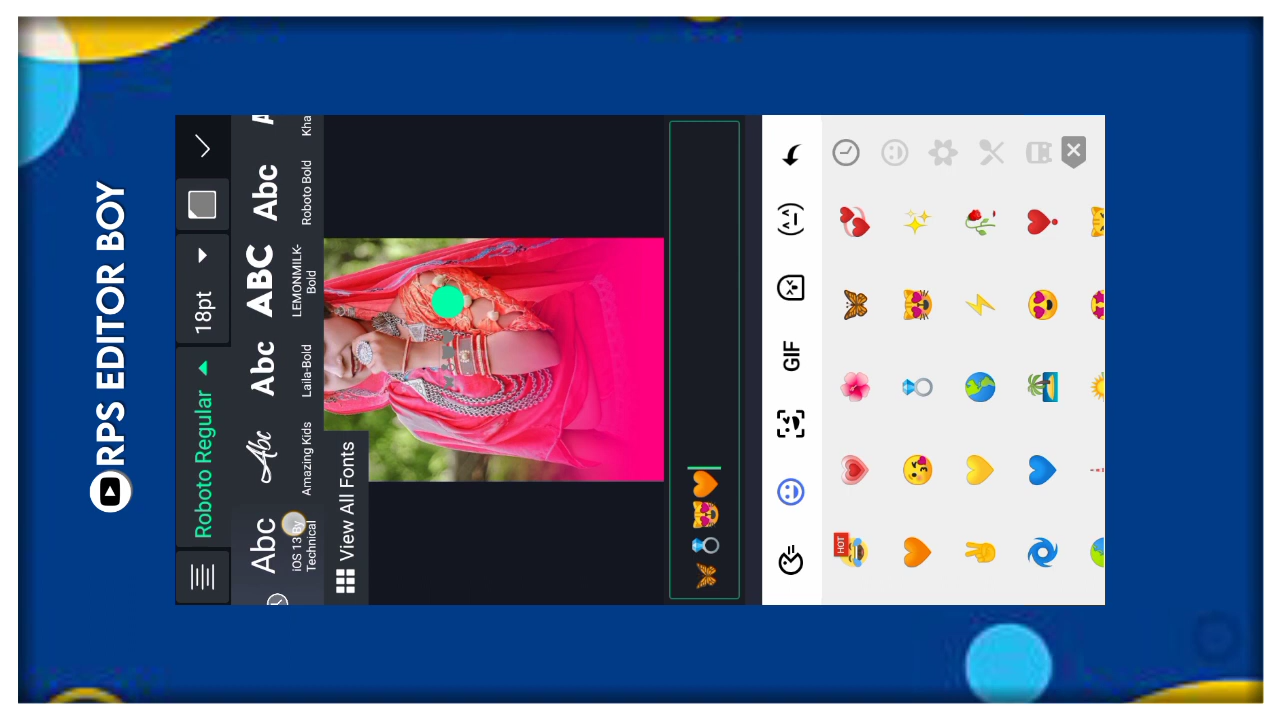 RPS EDITOR BOY
Roboto Regular
18pt
Abc
iOS 13 By
Technical
Abc
Amazing Kids
Abc
Laila-Bold
ABC
LEMONMILK-
Bold
Abc
Roboto Bold
A
Kha
View All Fonts
GIF
HOT